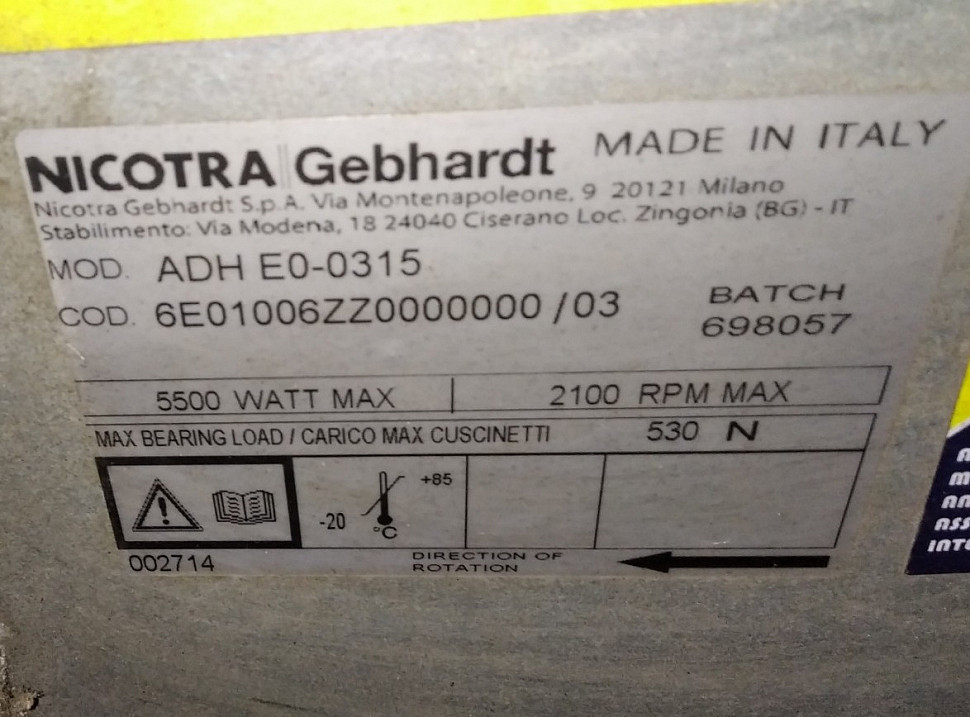 NICOTRA Gebhardt MADE IN ITALY
Nicotra Gebhardt S.p.A. Via Montenapoleone, 9 20121 Milano
Stabilimento: Via Modena, 18 24040 Ciserano Loc. Zingonia (BG) - IT
MOD. ADH E0-0315
COD. 6E01006ZZ0000000 /03
BATCH
698057
5500 WATT MAX
2100 RPM MAX
MAX BEARING LOAD / CARICO MAX CUSCINETTI 530 N
-20 °C +85
002714
DIRECTION OF
ROTATION